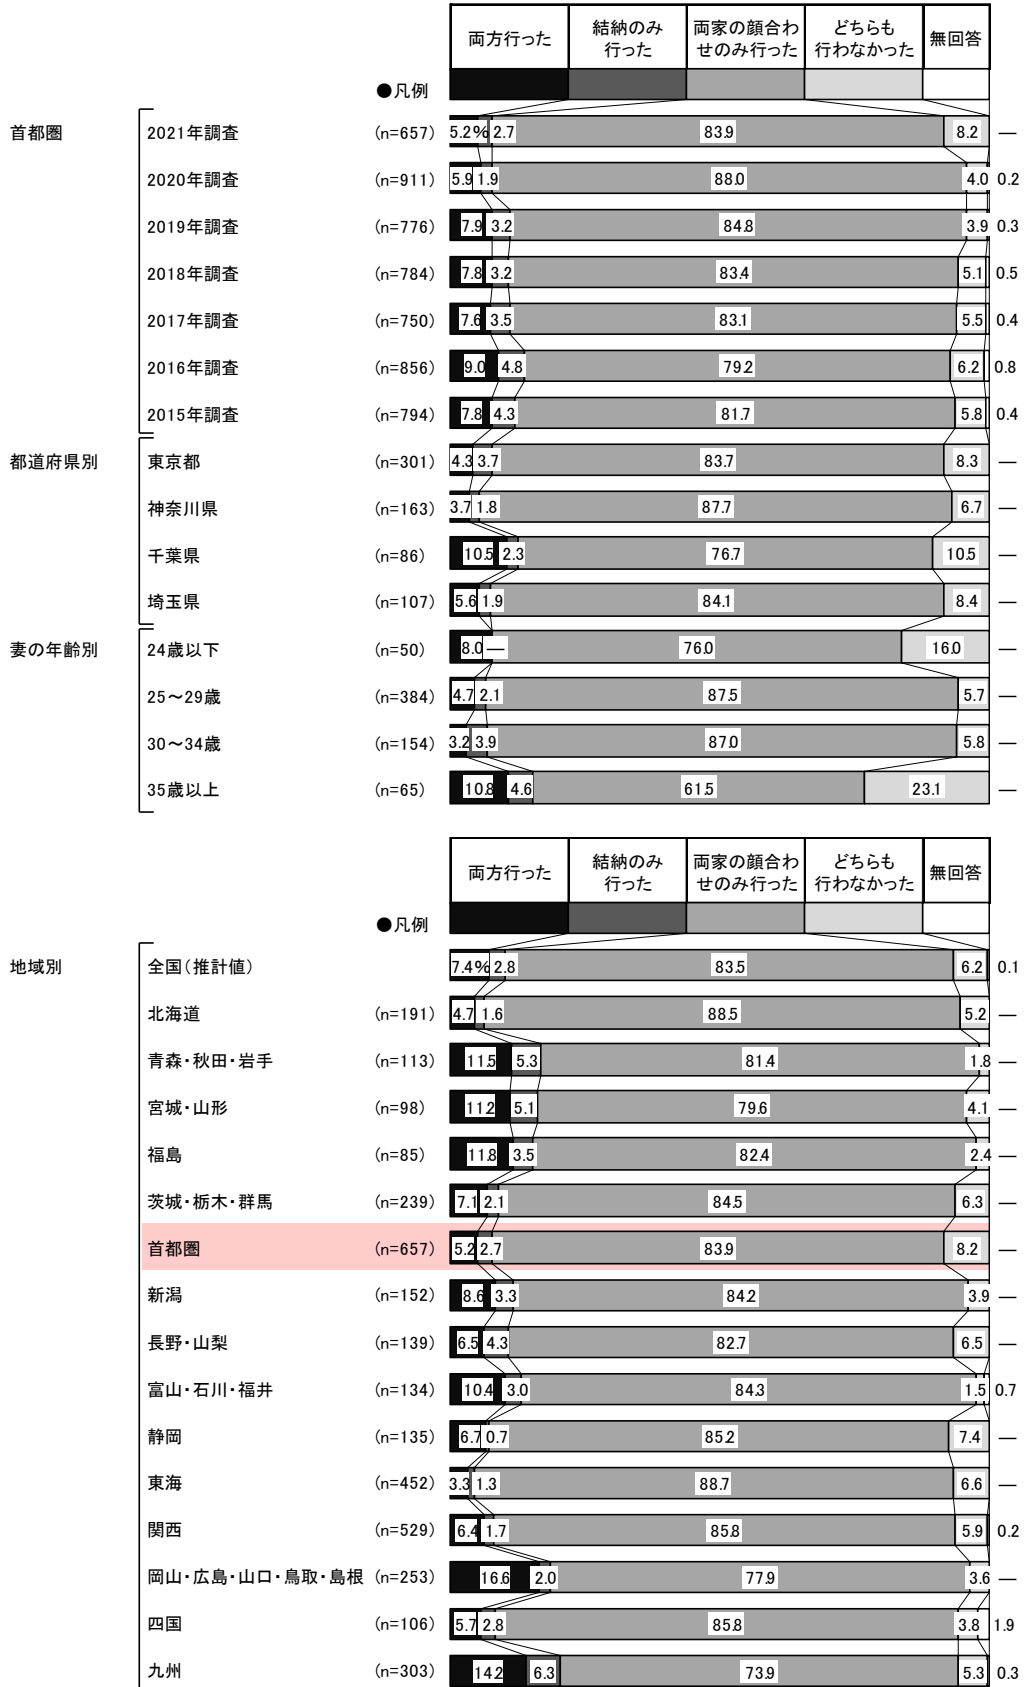 両方行った 結納のみ行った 両家の顔合わせのみ行った どちらも行わなかった 無回答
●凡例
首都圏 2021年調査 (n=657) 5.2% 2.7 83.9 8.2 —
2020年調査 (n=911) 5.9 1.9 88.0 4.0 0.2
2019年調査 (n=776) 7.9 3.2 84.8 3.9 0.3
2018年調査 (n=784) 7.8 3.2 83.4 5.1 0.5
2017年調査 (n=750) 7.6 3.5 83.1 5.5 0.4
2016年調査 (n=856) 9.0 4.8 79.2 6.2 0.8
2015年調査 (n=794) 7.8 4.3 81.7 5.8 0.4
都道府県別 東京都 (n=301) 4.3 3.7 83.7 8.3 —
神奈川県 (n=163) 3.7 1.8 87.7 6.7 —
千葉県 (n=86) 10.5 2.3 76.7 10.5 —
埼玉県 (n=107) 5.6 1.9 84.1 8.4 —
妻の年齢別 24歳以下 (n=50) 8.0 — 76.0 16.0 —
25～29歳 (n=384) 4.7 2.1 87.5 5.7 —
30～34歳 (n=154) 3.2 3.9 87.0 5.8 —
35歳以上 (n=65) 10.8 4.6 61.5 23.1 —
両方行った 結納のみ行った 両家の顔合わせのみ行った どちらも行わなかった 無回答
●凡例
地域別 全国(推計値) 7.4% 2.8 83.5 6.2 0.1
北海道 (n=191) 4.7 1.6 88.5 5.2 —
青森・秋田・岩手 (n=113) 11.5 5.3 81.4 1.8 —
宮城・山形 (n=98) 11.2 5.1 79.6 4.1 —
福島 (n=85) 11.8 3.5 82.4 2.4 —
茨城・栃木・群馬 (n=239) 7.1 2.1 84.5 6.3 —
首都圏 (n=657) 5.2 2.7 83.9 8.2 —
新潟 (n=152) 8.6 3.3 84.2 3.9 —
長野・山梨 (n=139) 6.5 4.3 82.7 6.5 —
富山・石川・福井 (n=134) 10.4 3.0 84.3 1.5 0.7
静岡 (n=135) 6.7 0.7 85.2 7.4 —
東海 (n=452) 3.3 1.3 88.7 6.6 —
関西 (n=529) 6.4 1.7 85.8 5.9 0.2
岡山・広島・山口・鳥取・島根 (n=253) 16.6 2.0 77.9 3.6 —
四国 (n=106) 5.7 2.8 85.8 3.8 1.9
九州 (n=303) 14.2 6.3 73.9 5.3 0.3